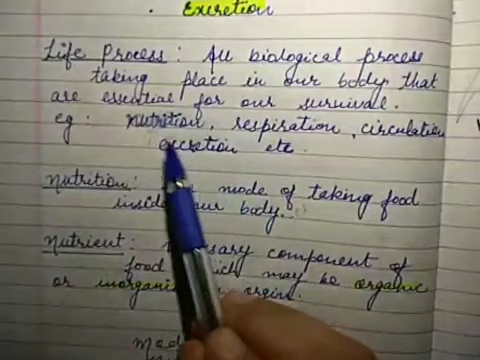 Excretion
Life Process: All biological process
taking place in our body that
are essential for our survival.
eg: nutrition, respiration, circulation
excretion etc.
Nutrition: mode of taking food
inside our body.
Nutrient: component of
food which may be organic
or inorganic in